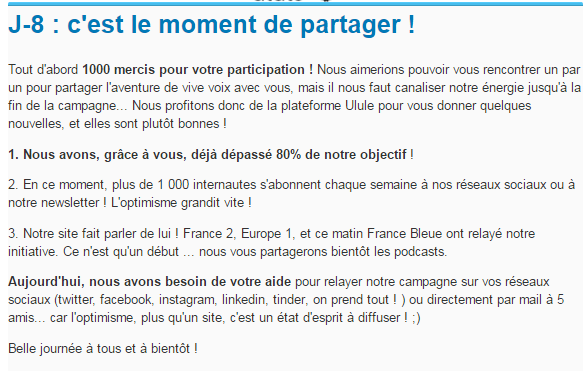 J-8 : c'est le moment de partager !
Tout d'abord 1000 mercis pour votre participation ! Nous aimerions pouvoir vous rencontrer un par
un pour partager l'aventure de vive voix avec vous, mais il nous faut canaliser notre énergie jusqu'à la
fin de la campagne... Nous profitons donc de la plateforme Ulule pour vous donner quelques
nouvelles, et elles sont plutôt bonnes !
1. Nous avons, grâce à vous, déjà dépassé 80% de notre objectif !
2. En ce moment, plus de 1 000 internautes s'abonnent chaque semaine à nos réseaux sociaux ou à
notre newsletter ! L'optimisme grandit vite !
3. Notre site fait parler de lui ! France 2, Europe 1, et ce matin France Bleue ont relayé notre
initiative. Ce n'est qu'un début ... nous vous partagerons bientôt les podcasts.
Aujourd'hui, nous avons besoin de votre aide pour relayer notre campagne sur vos réseaux
sociaux (twitter, facebook, instagram, linkedin, tinder, on prend tout ! ) ou directement par mail à 5
amis... car l'optimisme, plus qu'un site, c'est un état d'esprit à diffuser ! ;)
Belle journée à tous et à bientôt !